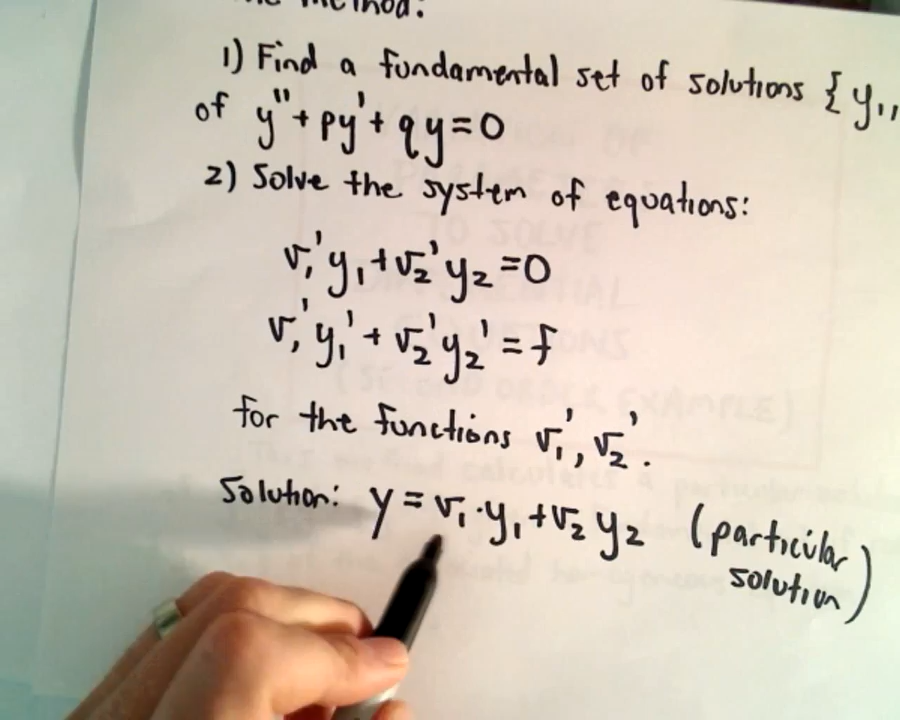 method:
1) Find a fundamental set of solutions { y₁,
of y'' + py' + qy = 0
2) Solve the system of equations:
v₁'y₁ + v₂'y₂ = 0
v₁'y₁' + v₂'y₂' = f
for the functions v₁', v₂'.
Solution: y = v₁·y₁ + v₂y₂ (particular
solution)